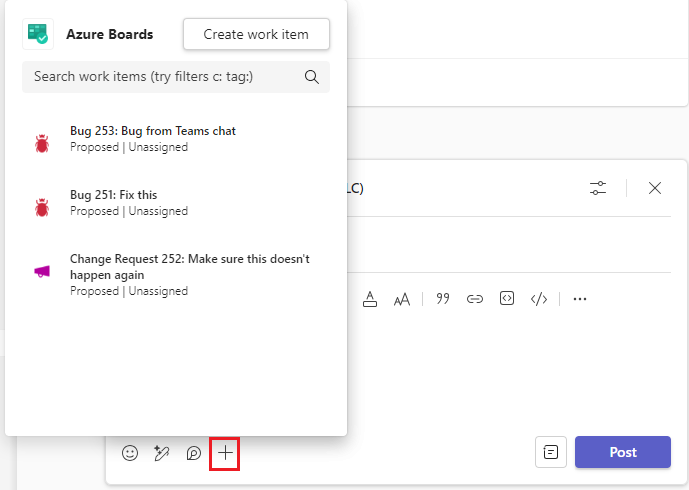 Azure Boards
Create work item
Search work items (try filters c: tag:)
Bug 253: Bug from Teams chat
Proposed | Unassigned
Bug 251: Fix this
Proposed | Unassigned
Change Request 252: Make sure this doesn't
happen again
Proposed | Unassigned
LC)
Post